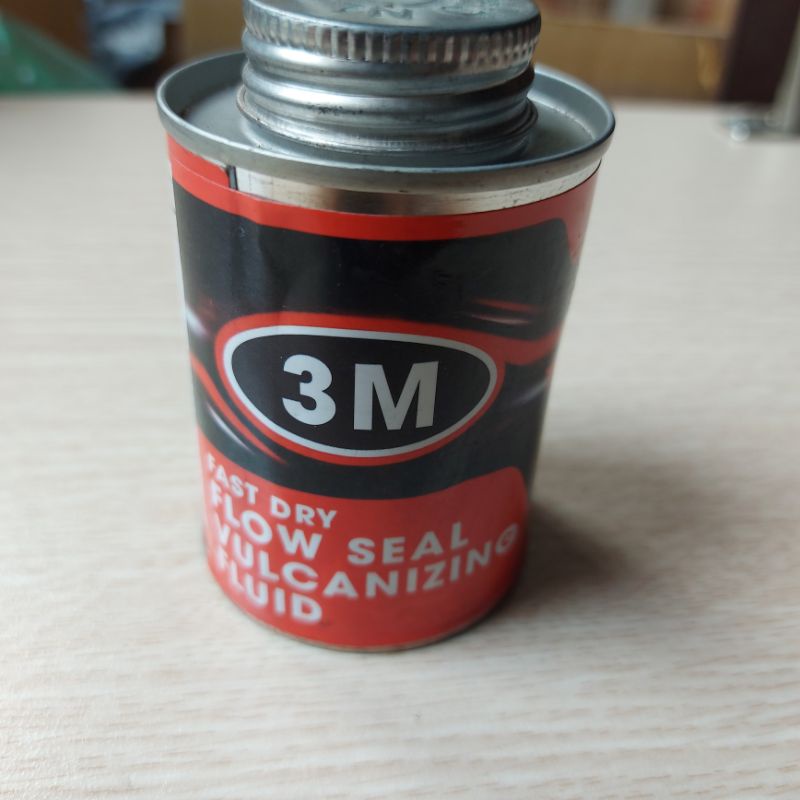 3M
FAST DRY
FLOW SEAL
VULCANIZING
FLUID